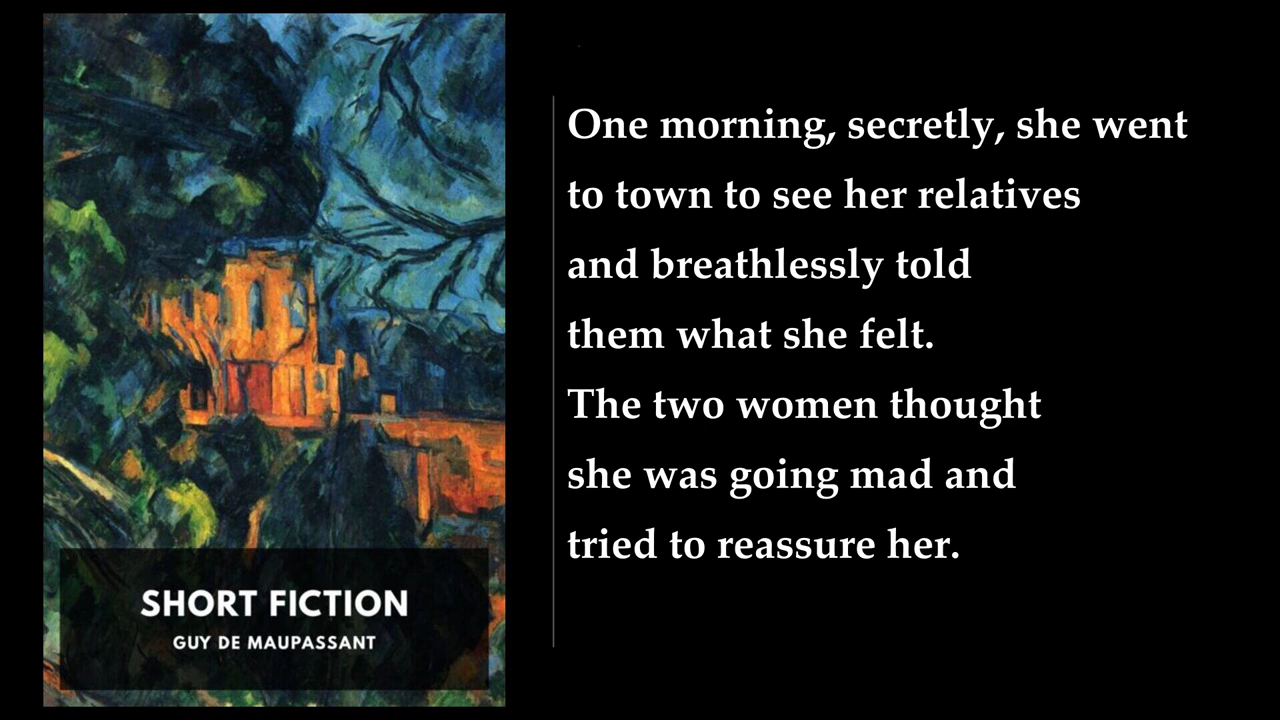 SHORT FICTION
GUY DE MAUPASSANT
One morning, secretly, she went
to town to see her relatives
and breathlessly told
them what she felt.
The two women thought
she was going mad and
tried to reassure her.